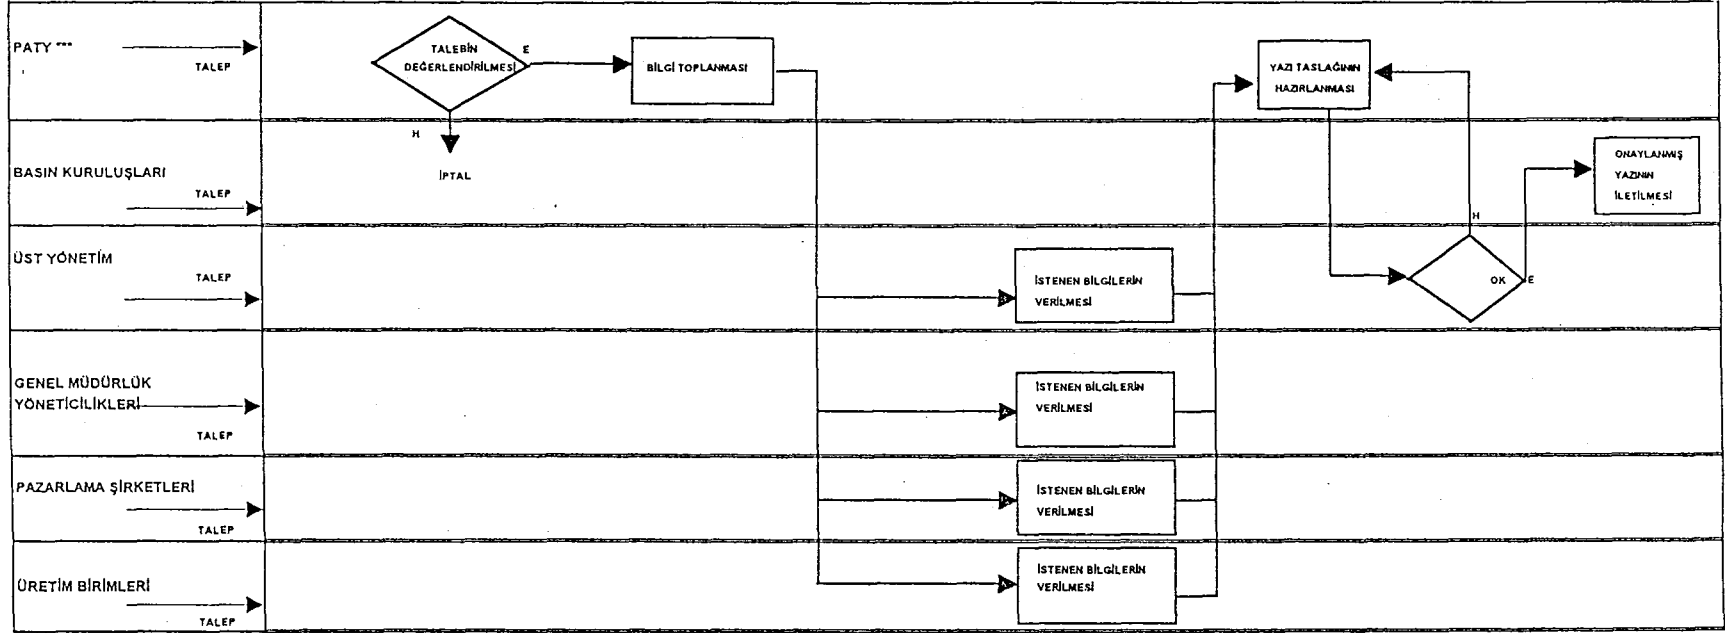 PATY ***
TALEP
TALEBİN
DEĞERLENDİRİLMESİ
E
H
İPTAL
BİLGİ TOPLANMASI
YAZI TASLAĞININ
HAZIRLANMASI
BASIN KURULUŞLARI
TALEP
ONAYLANMIŞ
YAZININ
İLETİLMESİ
ÜST YÖNETİM
TALEP
İSTENEN BİLGİLERİN
VERİLMESİ
H
OK
E
GENEL MÜDÜRLÜK
YÖNETİCİLİKLERİ
TALEP
İSTENEN BİLGİLERİN
VERİLMESİ
PAZARLAMA ŞİRKETLERİ
TALEP
İSTENEN BİLGİLERİN
VERİLMESİ
ÜRETİM BİRİMLERİ
TALEP
İSTENEN BİLGİLERİN
VERİLMESİ